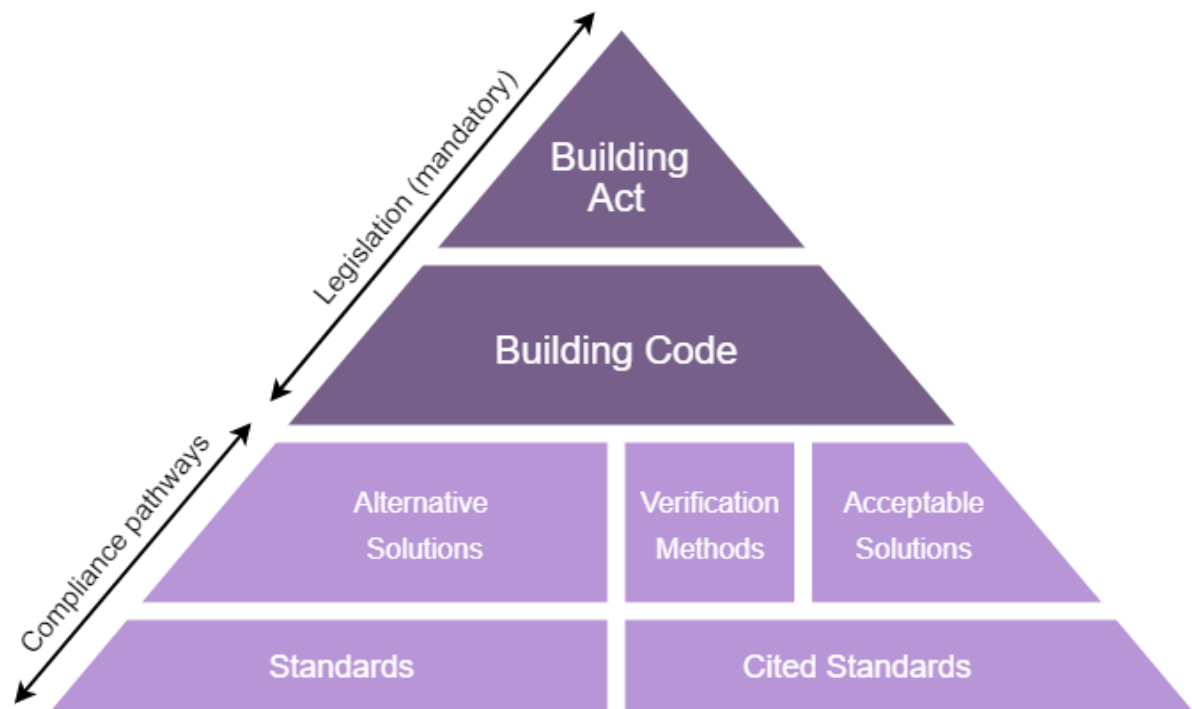 Legislation (mandatory)
Building
Act
Building Code
Compliance pathways
Alternative
Solutions
Verification
Methods
Acceptable
Solutions
Standards
Cited Standards